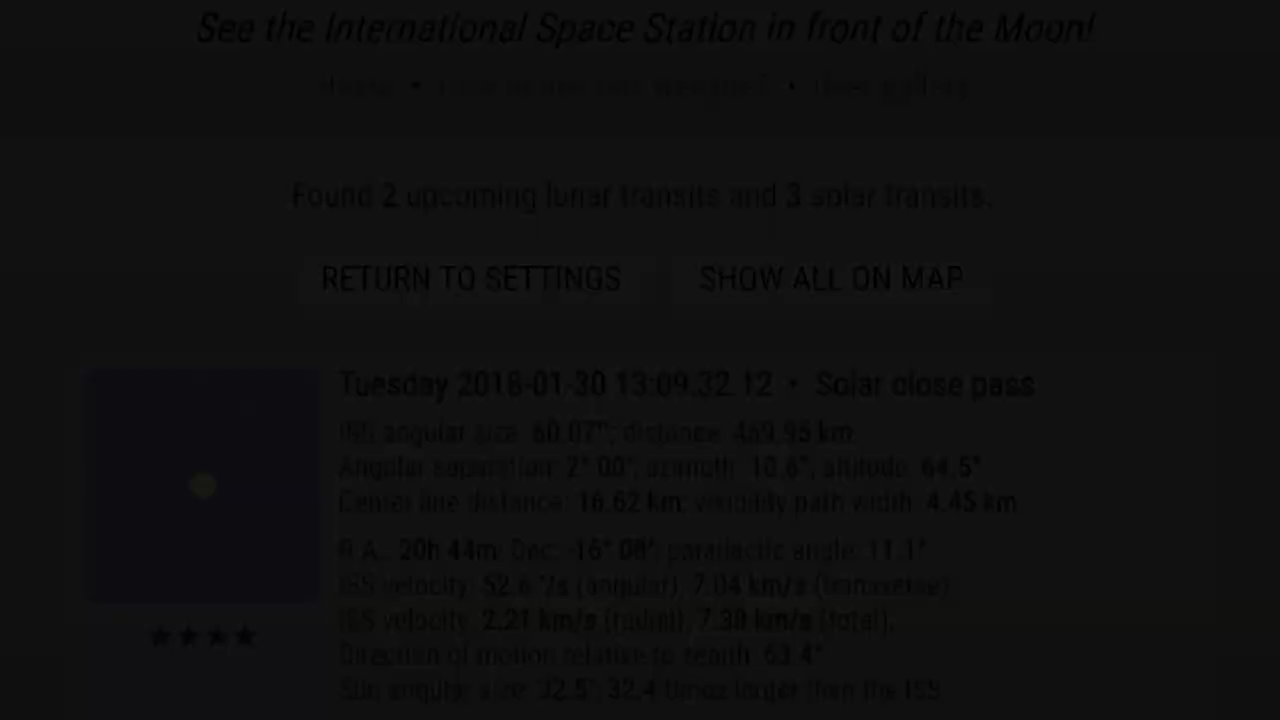 See the International Space Station in front of the Moon!
Found 2 upcoming lunar transits and 3 solar transits.
RETURN TO SETTINGS
SHOW ALL ON MAP
Tuesday 2018-01-30 13:09:32.12 • Solar close pass
ISS angular size: 60.07″; distance: 469.95 km
Angular separation: 2° 00′; azimuth: 10.6°; altitude: 64.5°
Center line distance: 16.62 km; visibility path width: 4.45 km
R.A.: 20h 44m; Dec: -16° 08′; parallactic angle: 11.1°
ISS velocity: 52.6 ′/s (angular); 7.04 km/s (transverse)
ISS velocity: 2.21 km/s (radial); 7.38 km/s (total)
Direction of motion relative to zenith: 63.4°
Sun angular size: 32.5′; 32.4 times larger than the ISS
★★★★